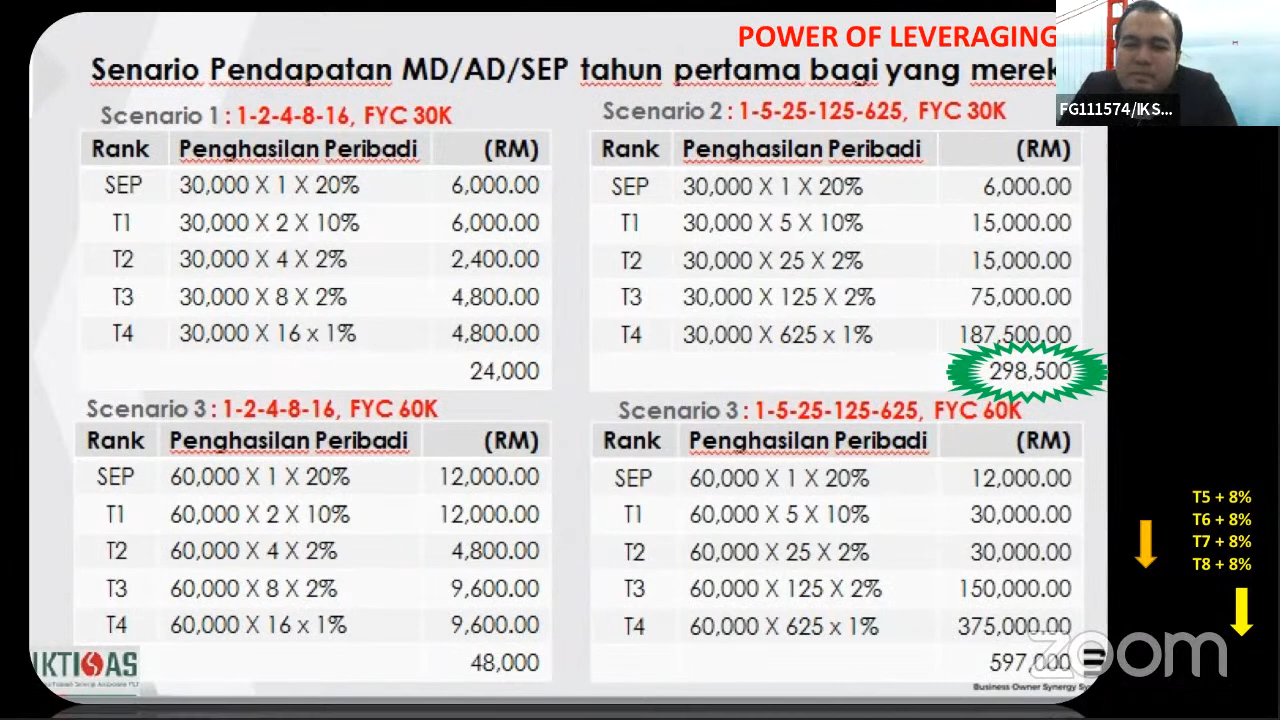 POWER OF LEVERAGING
Senario Pendapatan MD/AD/SEP tahun pertama bagi yang
FG111574/IKS...
Scenario 1 : 1-2-4-8-16, FYC 30K
Rank Penghasilan Peribadi (RM)
SEP 30,000 X 1 X 20% 6,000.00
T1 30,000 X 2 X 10% 6,000.00
T2 30,000 X 4 X 2% 2,400.00
T3 30,000 X 8 X 2% 4,800.00
T4 30,000 X 16 x 1% 4,800.00
24,000
Scenario 2 : 1-5-25-125-625, FYC 30K
Rank Penghasilan Peribadi (RM)
SEP 30,000 X 1 X 20% 6,000.00
T1 30,000 X 5 X 10% 15,000.00
T2 30,000 X 25 X 2% 15,000.00
T3 30,000 X 125 X 2% 75,000.00
T4 30,000 X 625 x 1% 187,500.00
298,500
Scenario 3 : 1-2-4-8-16, FYC 60K
Rank Penghasilan Peribadi (RM)
SEP 60,000 X 1 X 20% 12,000.00
T1 60,000 X 2 X 10% 12,000.00
T2 60,000 X 4 X 2% 4,800.00
T3 60,000 X 8 X 2% 9,600.00
T4 60,000 X 16 x 1% 9,600.00
48,000
Scenario 3 : 1-5-25-125-625, FYC 60K
Rank Penghasilan Peribadi (RM)
SEP 60,000 X 1 X 20% 12,000.00
T1 60,000 X 5 X 10% 30,000.00
T2 60,000 X 25 X 2% 30,000.00
T3 60,000 X 125 X 2% 150,000.00
T4 60,000 X 625 x 1% 375,000.00
597,000
T5 + 8%
T6 + 8%
T7 + 8%
T8 + 8%
Business Owner Synergy
zoom